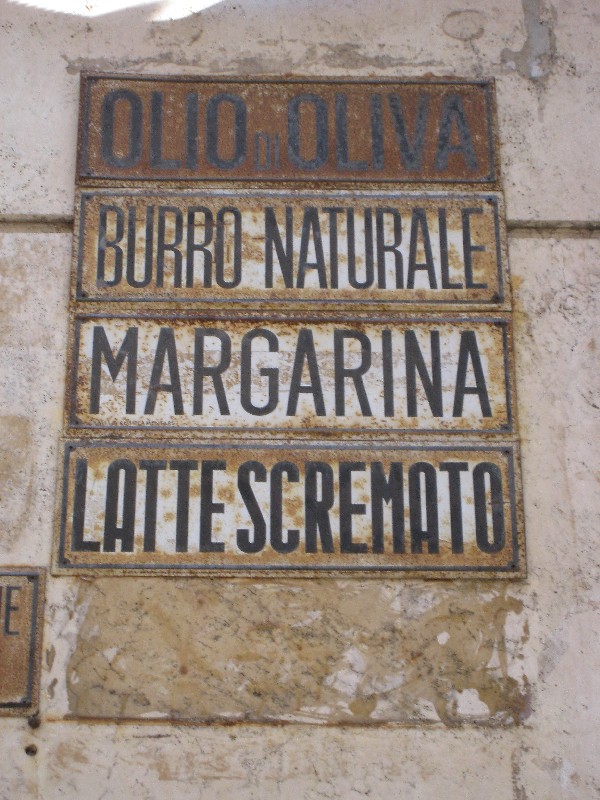 OLIO DI OLIVA
BURRO NATURALE
MARGARINA
LATTE SCREMATO